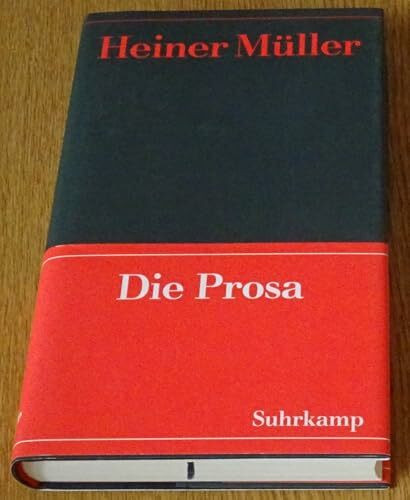 Heiner Müller
Die Prosa
Suhrkamp